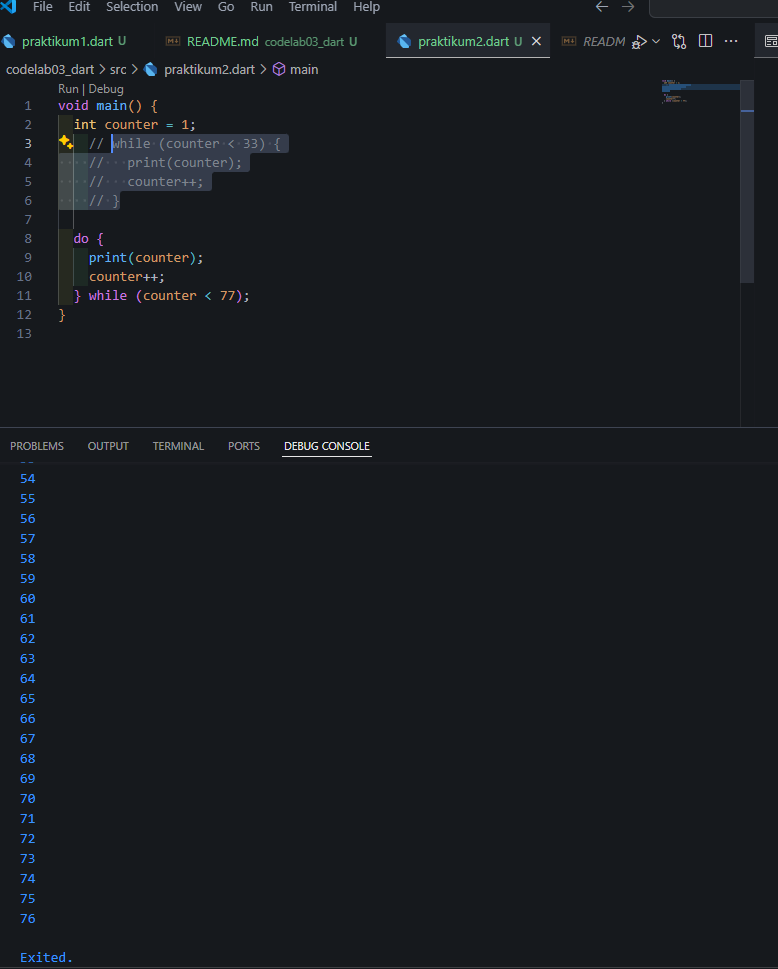 File Edit Selection View Go Run Terminal Help
praktikum1.dart U README.md codelab03_dart U praktikum2.dart U READM
codelab03_dart > src > praktikum2.dart > main
Run | Debug
1 void main() {
2 int counter = 1;
3 // while (counter < 33) {
4 //   print(counter);
5 //   counter++;
6 // }
7
8 do {
9 print(counter);
10 counter++;
11 } while (counter < 77);
12 }
13
PROBLEMS OUTPUT TERMINAL PORTS DEBUG CONSOLE
54
55
56
57
58
59
60
61
62
63
64
65
66
67
68
69
70
71
72
73
74
75
76
Exited.